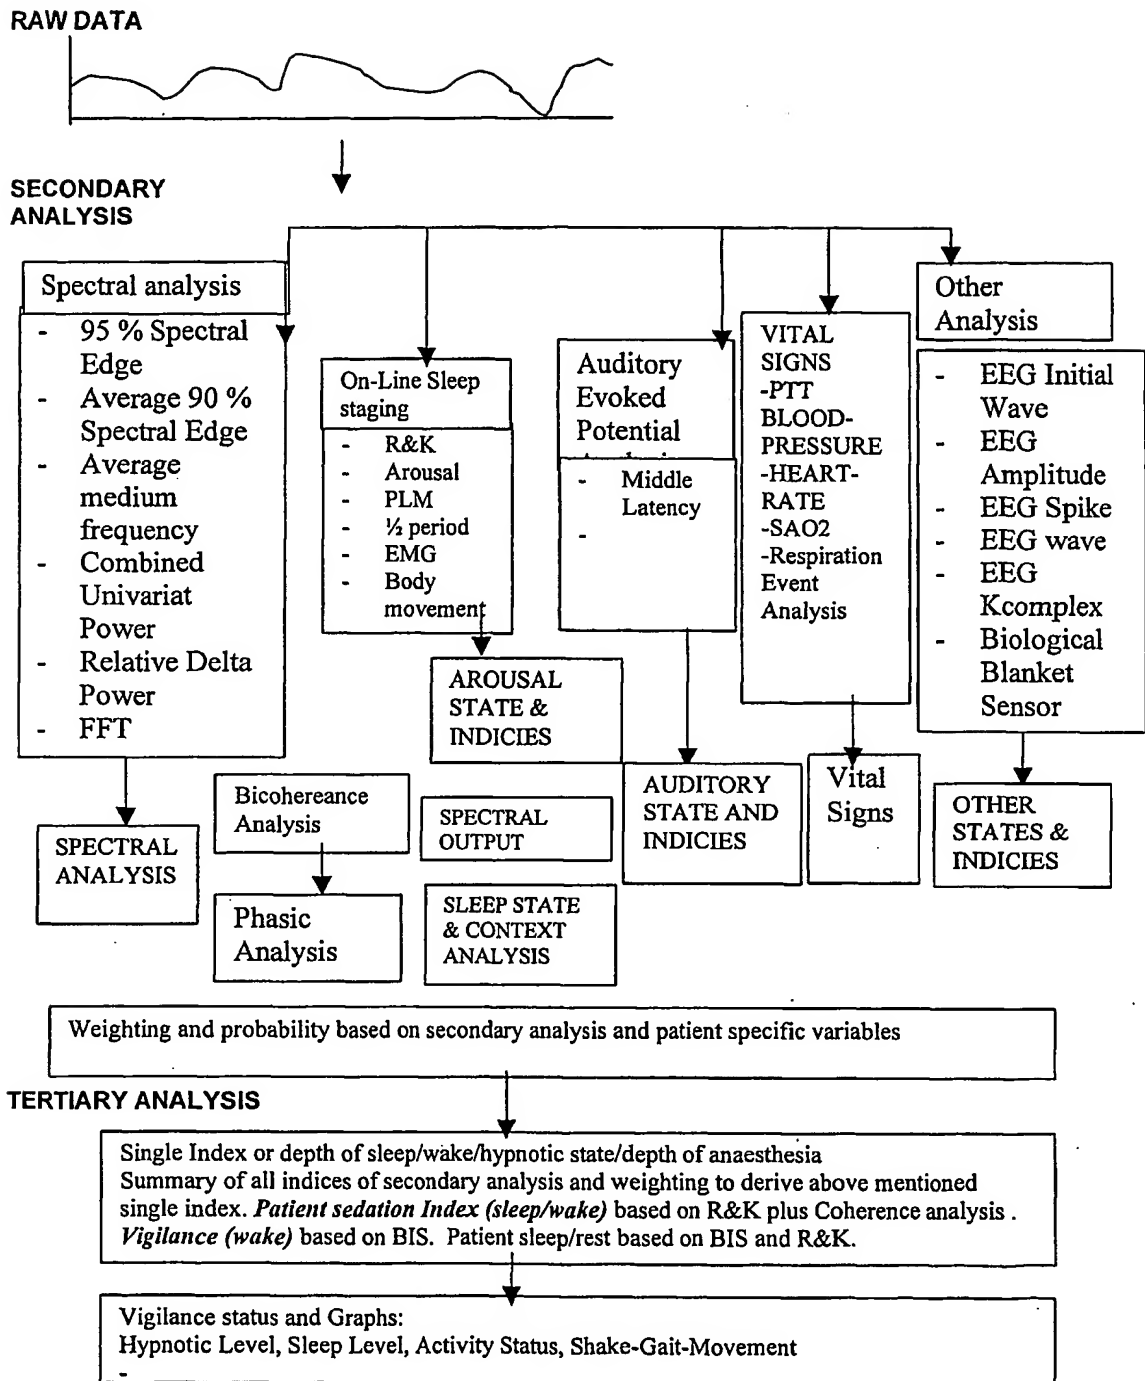 RAW DATA
SECONDARY
ANALYSIS
Spectral analysis
- 95 % Spectral
Edge
- Average 90 %
Spectral Edge
- Average
medium
frequency
- Combined
Univariat
Power
- Relative Delta
Power
- FFT
SPECTRAL
ANALYSIS
Bicohereance
Analysis
Phasic
Analysis
On-Line Sleep
staging
- R&K
- Arousal
- PLM
- ½ period
- EMG
- Body
movement
AROUSAL
STATE &
INDICIES
SPECTRAL
OUTPUT
SLEEP STATE
& CONTEXT
ANALYSIS
Auditory
Evoked
Potential
- Middle
Latency
-
AUDITORY
STATE AND
INDICIES
VITAL
SIGNS
-PTT
BLOOD-
PRESSURE
-HEART-
RATE
-SAO2
-Respiration
Event
Analysis
Vital
Signs
Other
Analysis
- EEG Initial
Wave
- EEG
Amplitude
- EEG Spike
- EEG wave
- EEG
Kcomplex
- Biological
Blanket
Sensor
OTHER
STATES &
INDICIES
Weighting and probability based on secondary analysis and patient specific variables
TERTIARY ANALYSIS
Single Index or depth of sleep/wake/hypnotic state/depth of anaesthesia
Summary of all indices of secondary analysis and weighting to derive above mentioned
single index. Patient sedation Index (sleep/wake) based on R&K plus Coherence analysis .
Vigilance (wake) based on BIS. Patient sleep/rest based on BIS and R&K.
Vigilance status and Graphs:
Hypnotic Level, Sleep Level, Activity Status, Shake-Gait-Movement
-